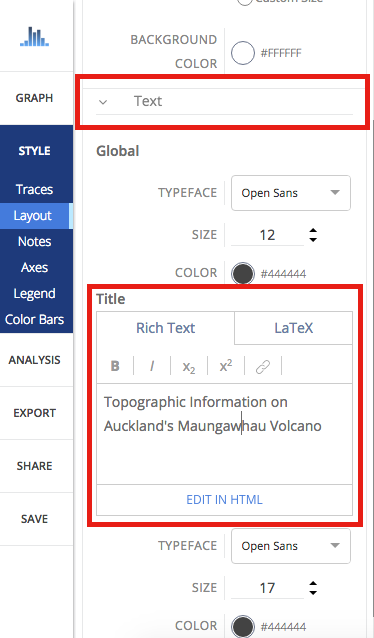 Custom Size
BACKGROUND
COLOR
#FFFFFF
GRAPH
Text
STYLE
Global
Traces
TYPEFACE
Open Sans
Layout
Notes
SIZE
12
Axes
COLOR
#444444
Legend
Title
Color Bars
Rich Text
LaTeX
ANALYSIS
B I x2 x2
EXPORT
Topographic Information on
Auckland's Maungawhau Volcano
SHARE
EDIT IN HTML
SAVE
TYPEFACE
Open Sans
SIZE
17
COLOR
#444444